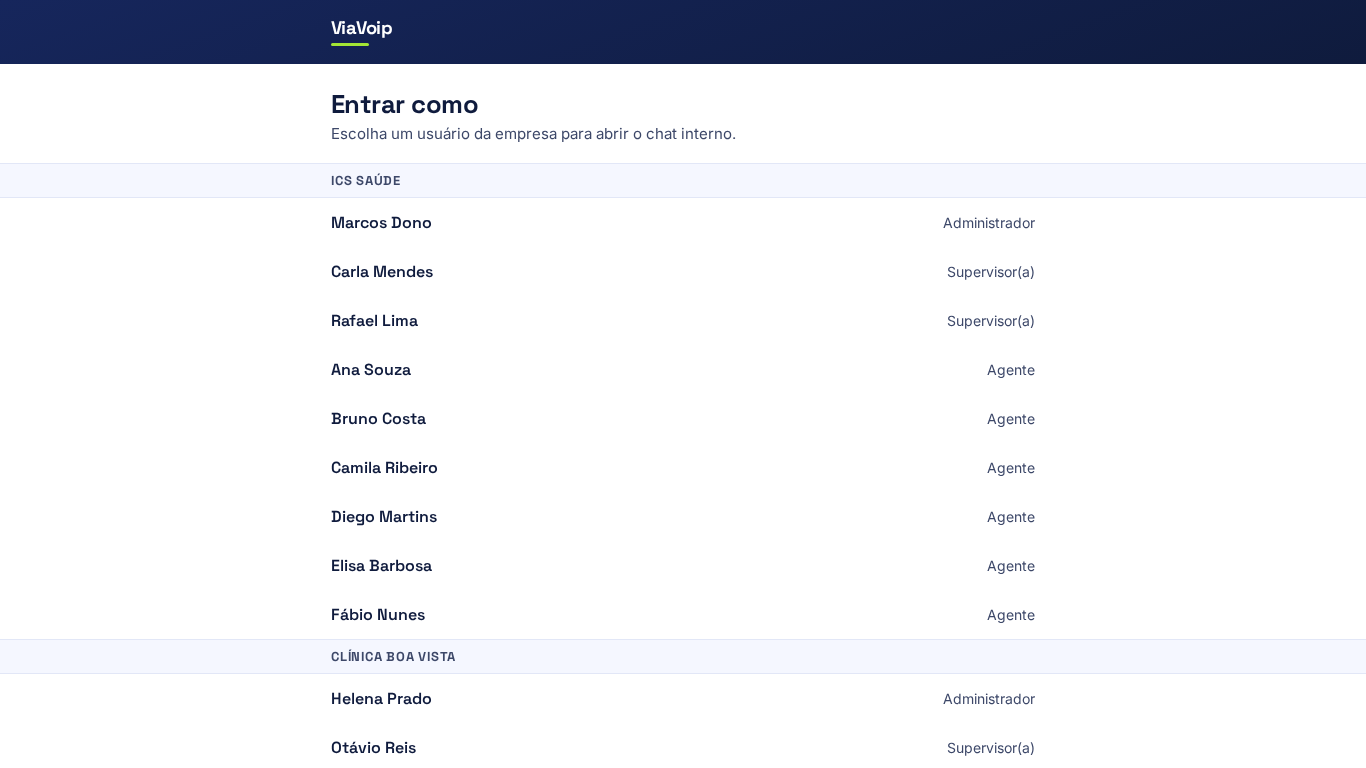 ViaVoip
Entrar como
Escolha um usuário da empresa para abrir o chat interno.
ICS SAÚDE
Marcos Dono Administrador
Carla Mendes Supervisor(a)
Rafael Lima Supervisor(a)
Ana Souza Agente
Bruno Costa Agente
Camila Ribeiro Agente
Diego Martins Agente
Elisa Barbosa Agente
Fábio Nunes Agente
CLÍNICA BOA VISTA
Helena Prado Administrador
Otávio Reis Supervisor(a)